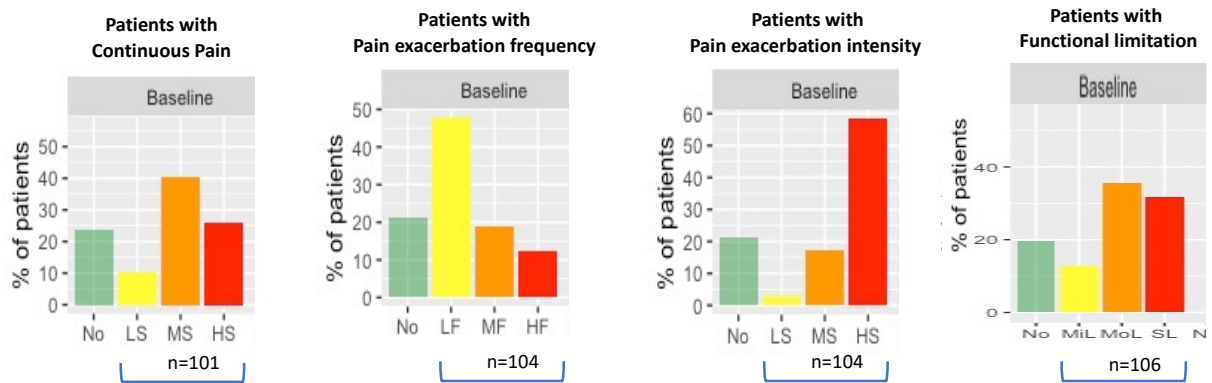 Patients with
Continuous Pain
Baseline
% of patients
50
40
30
20
10
0
No LS MS HS
n=101
Patients with
Pain exacerbation frequency
Baseline
% of patients
50
40
30
20
10
0
No LF MF HF
n=104
Patients with
Pain exacerbation intensity
Baseline
% of patients
60
50
40
30
20
10
0
No LS MS HS
n=104
Patients with
Functional limitation
Baseline
% of patients
40
20
0
No MiL MoL SL N
n=106